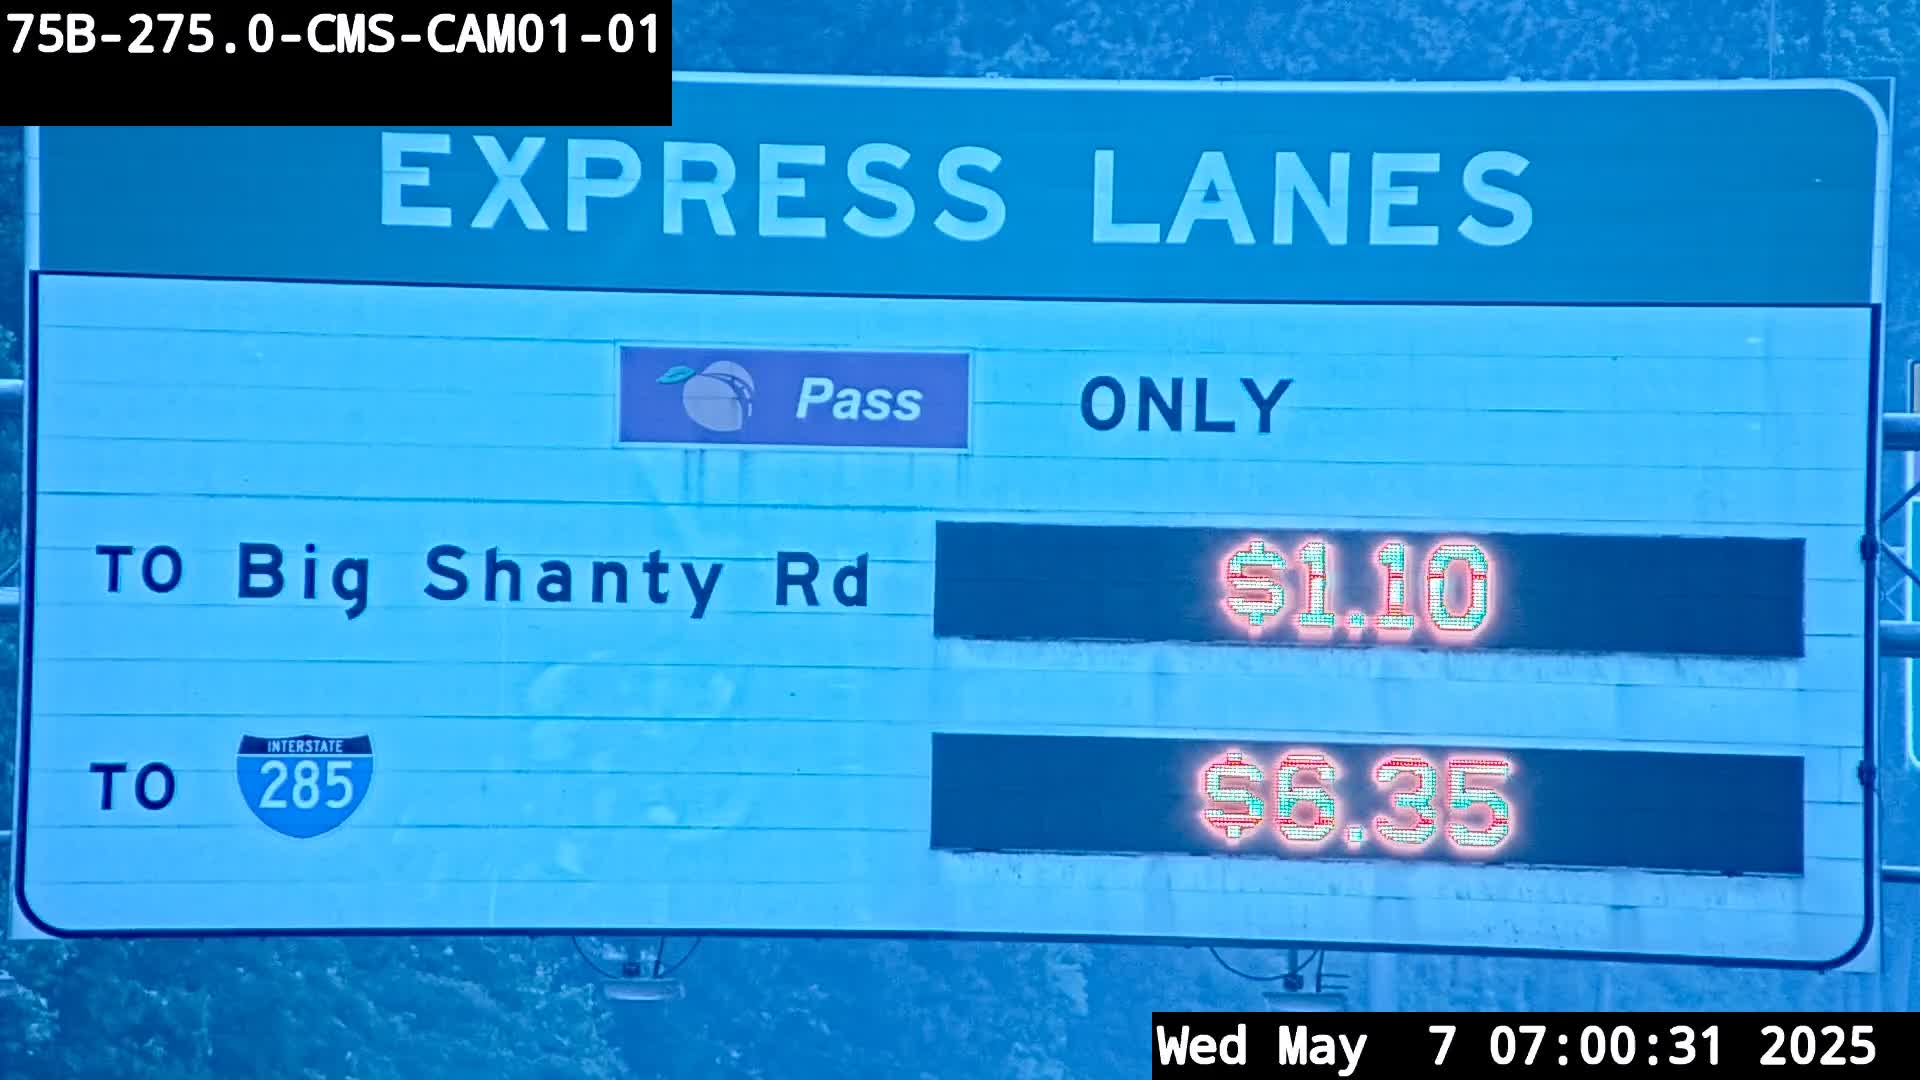 75B-275.0-CMS-CAM01-01
EXPRESS LANES
Pass ONLY
TO Big Shanty Rd $1.10
INTERSTATE
TO 285 $6.35
Wed May 7 07:00:31 2025